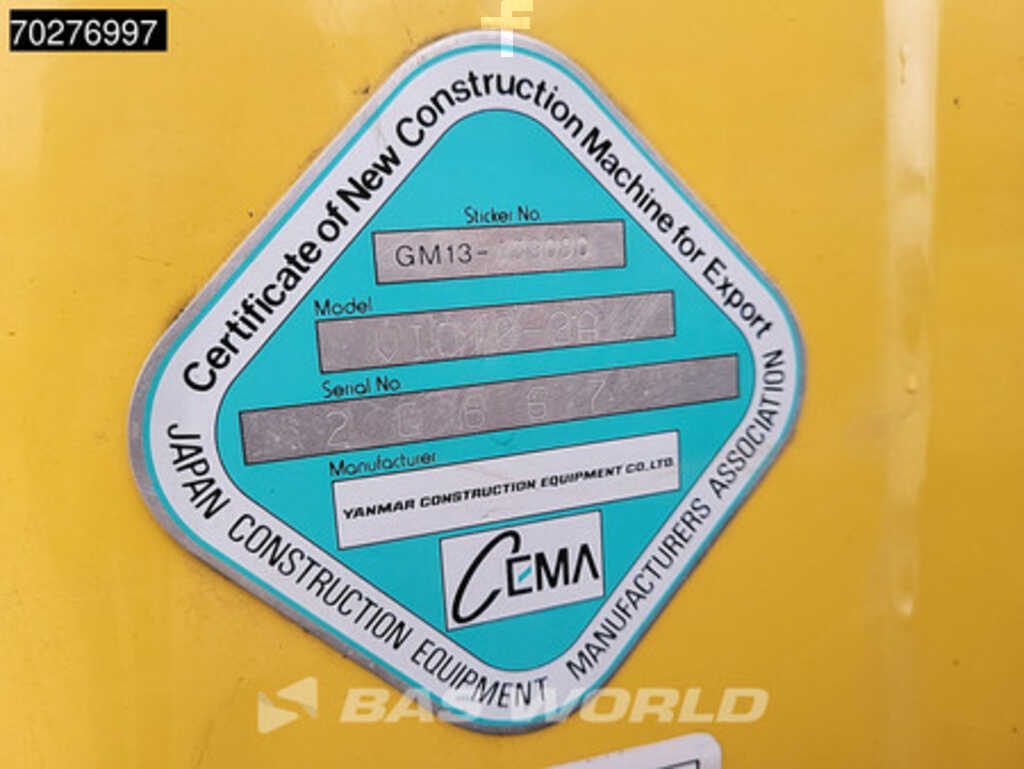 70276997
f
Certificate of New Construction Machine for Export
Sticker No.
GM13-
Model
Serial No.
Manufacturer
YANMAR CONSTRUCTION EQUIPMENT CO., LTD.
CEMA
JAPAN CONSTRUCTION EQUIPMENT MANUFACTURERS ASSOCIATION
BAS WORLD